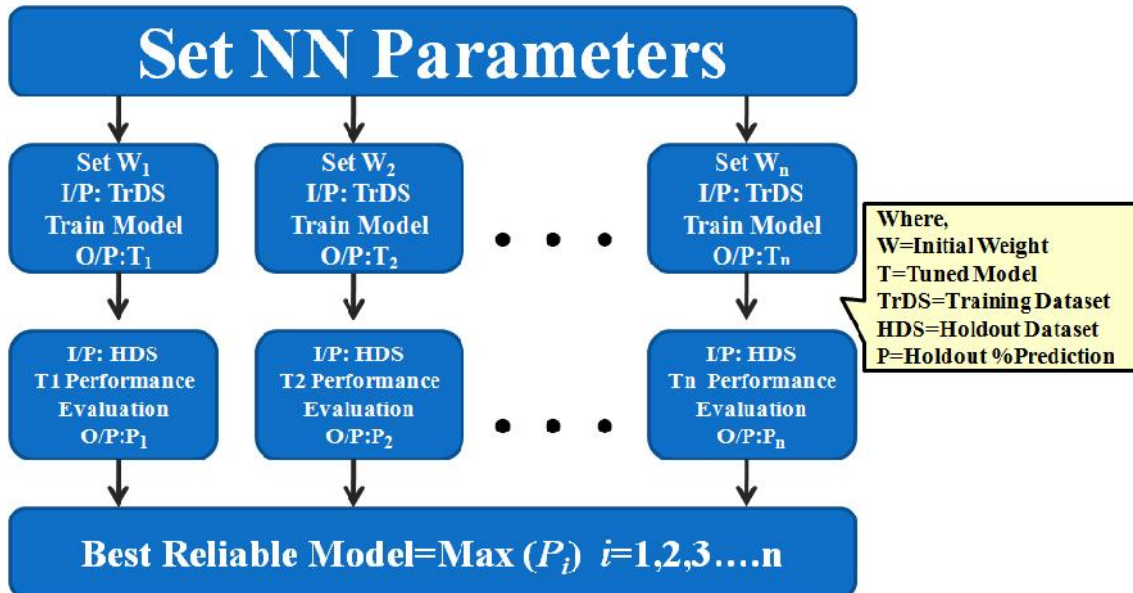 Set NN Parameters
Set W₁
I/P: TrDS
Train Model
O/P:T₁
Set W₂
I/P: TrDS
Train Model
O/P:T₂
Set Wₙ
I/P: TrDS
Train Model
O/P:Tₙ
Where,
W=Initial Weight
T=Tuned Model
TrDS=Training Dataset
HDS=Holdout Dataset
P=Holdout %Prediction
I/P: HDS
T1 Performance
Evaluation
O/P:P₁
I/P: HDS
T2 Performance
Evaluation
O/P:P₂
I/P: HDS
Tn Performance
Evaluation
O/P:Pₙ
Best Reliable Model=Max (Pᵢ) i=1,2,3....n